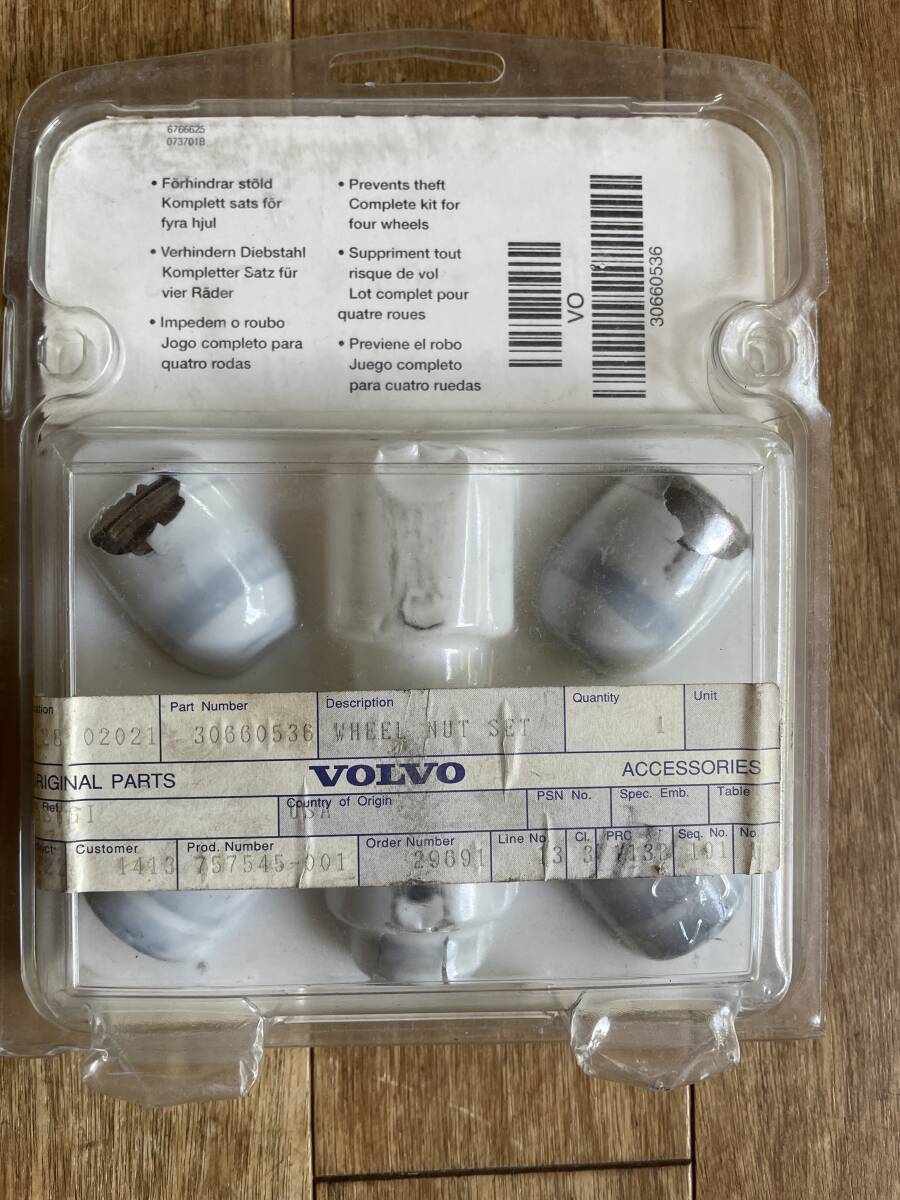 6766625
073701B
• Förhindrar stöld
Komplett sats för
fyra hjul
• Verhindern Diebstahl
Kompletter Satz für
vier Räder
• Impedem o roubo
Jogo completo para
quatro rodas
• Prevents theft
Complete kit for
four wheels
• Suppriment tout
risque de vol
Lot complet pour
quatre roues
• Previene el robo
Juego completo
para cuatro ruedas
VO
30660536
Part Number
Description
Quantity
Unit
02021
30660536
WHEEL NUT SET
1
ORIGINAL PARTS
VOLVO
ACCESSORIES
Ref.
Country of Origin
PSN No.
Spec. Emb.
Table
USA
Customer
Prod. Number
Order Number
Line No
Cl.
PRC
Seq. No.
No.
1413
757545-001
29691
13
3
191